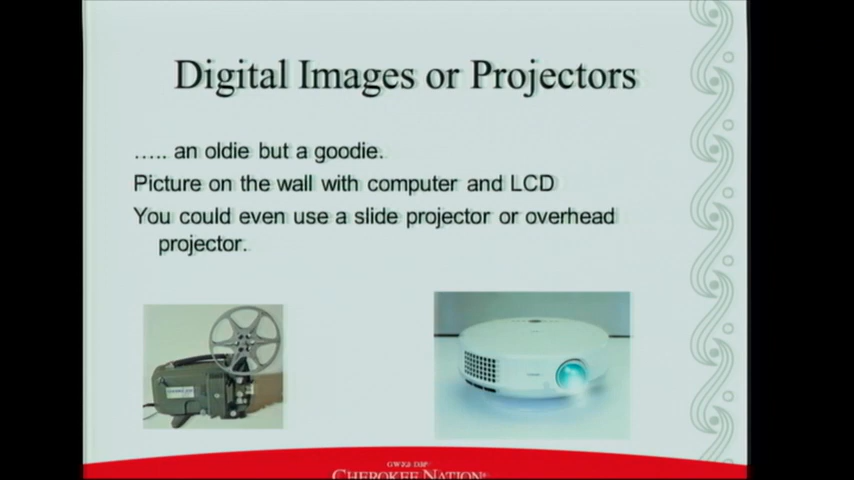 Digital Images or Projectors
..... an oldie but a goodie.
Picture on the wall with computer and LCD
You could even use a slide projector or overhead
projector.
CHEROKEE NATION